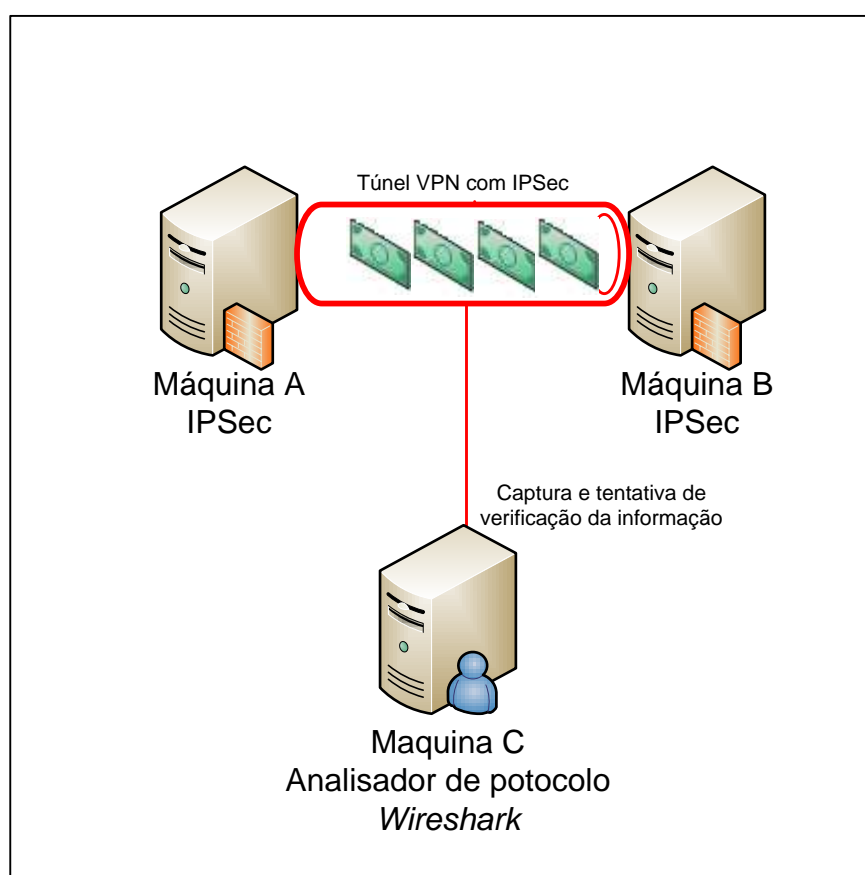 Túnel VPN com IPSec
Máquina A
IPSec
Máquina B
IPSec
Captura e tentativa de
verificação da informação
Maquina C
Analisador de potocolo
Wireshark